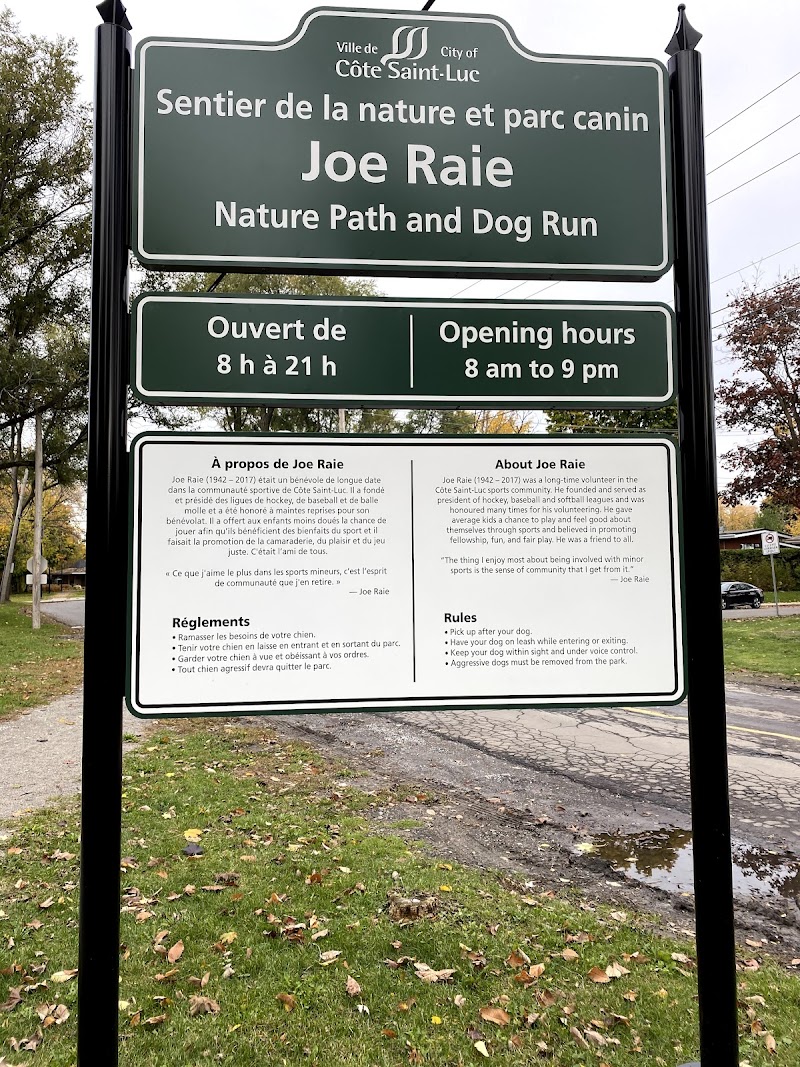 Ville de City of
Côte Saint-Luc
Sentier de la nature et parc canin
Joe Raie
Nature Path and Dog Run
Ouvert de
8 h à 21 h
Opening hours
8 am to 9 pm
À propos de Joe Raie
Joe Raie (1942 – 2017) était un bénévole de longue date
dans la communauté sportive de Côte Saint-Luc. Il a fondé
et présidé des ligues de hockey, de baseball et de balle
molle et a été honoré à maintes reprises pour son
bénévolat. Il a offert aux enfants moins doués la chance de
jouer afin qu'ils bénéficient des bienfaits du sport et il
faisait la promotion de la camaraderie, du plaisir et du jeu
juste. C'était l'ami de tous.
« Ce que j'aime le plus dans les sports mineurs, c'est l'esprit
de communauté que j'en retire. »
— Joe Raie
Réglements
• Ramasser les besoins de votre chien.
• Tenir votre chien en laisse en entrant et en sortant du parc.
• Garder votre chien à vue et obéissant à vos ordres.
• Tout chien agressif devra quitter le parc.
About Joe Raie
Joe Raie (1942 – 2017) was a long-time volunteer in the
Côte Saint-Luc sports community. He founded and served as
president of hockey, baseball and softball leagues and was
honoured many times for his volunteering. He gave
average kids a chance to play and feel good about
themselves through sports and believed in promoting
fellowship, fun, and fair play. He was a friend to all.
"The thing I enjoy most about being involved with minor
sports is the sense of community that I get from it."
— Joe Raie
Rules
• Pick up after your dog.
• Have your dog on leash while entering or exiting.
• Keep your dog within sight and under voice control.
• Aggressive dogs must be removed from the park.